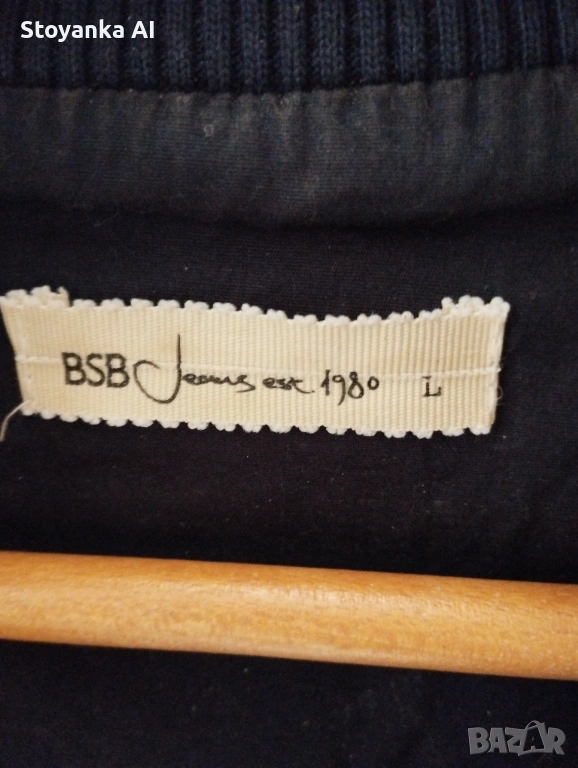 Stoyanka AI
BSB Jeans est. 1980 L
BAZAR